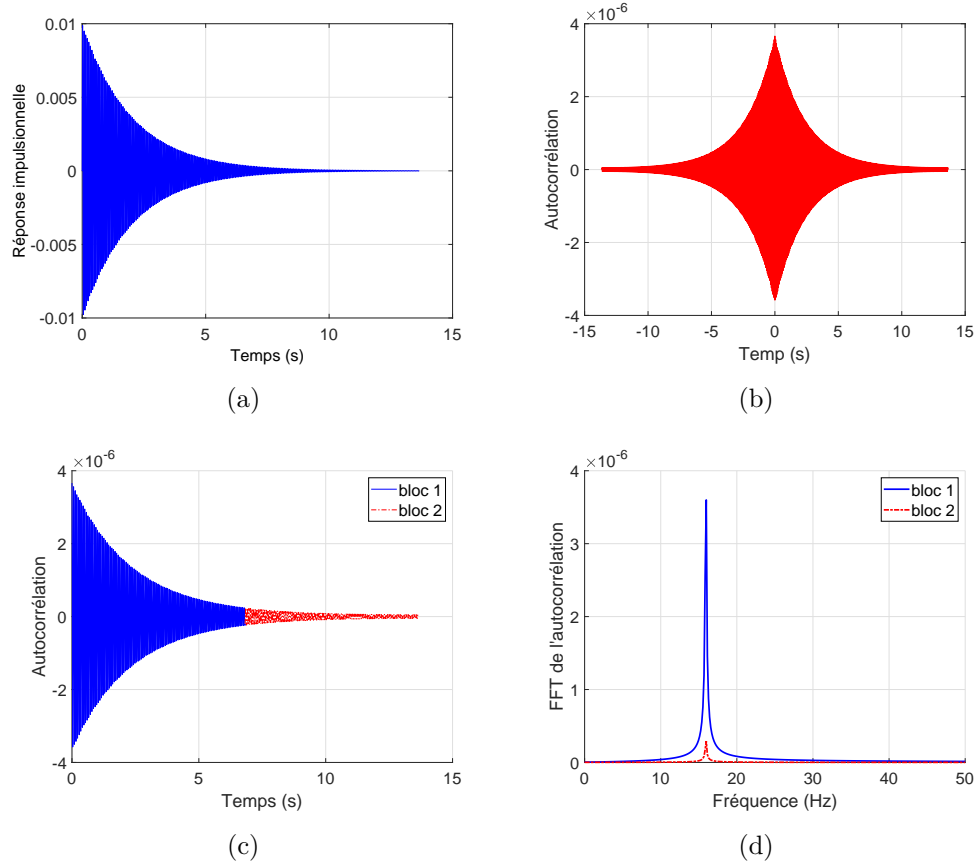 0.01
0.005
0
-0.005
-0.01
Réponse impulsionnelle
0 5 10 15
Temps (s)
(a)
×10⁻⁶
4
2
0
-2
-4
Autocorrélation
-15 -10 -5 0 5 10 15
Temp (s)
(b)
×10⁻⁶
4
2
0
-2
-4
Autocorrélation
bloc 1
bloc 2
0 5 10 15
Temps (s)
(c)
×10⁻⁶
4
3
2
1
0
FFT de l'autocorrélation
bloc 1
bloc 2
0 10 20 30 40 50
Fréquence (Hz)
(d)